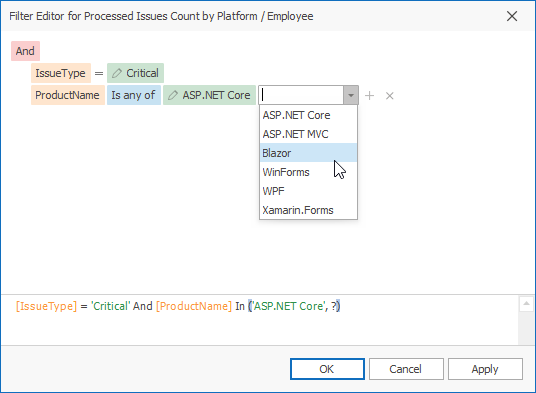 Filter Editor for Processed Issues Count by Platform / Employee
And
IssueType = Critical
ProductName Is any of ASP.NET Core
ASP.NET Core
ASP.NET MVC
Blazor
WinForms
WPF
Xamarin.Forms
[IssueType] = 'Critical' And [ProductName] In ('ASP.NET Core', ?)
OK Cancel Apply